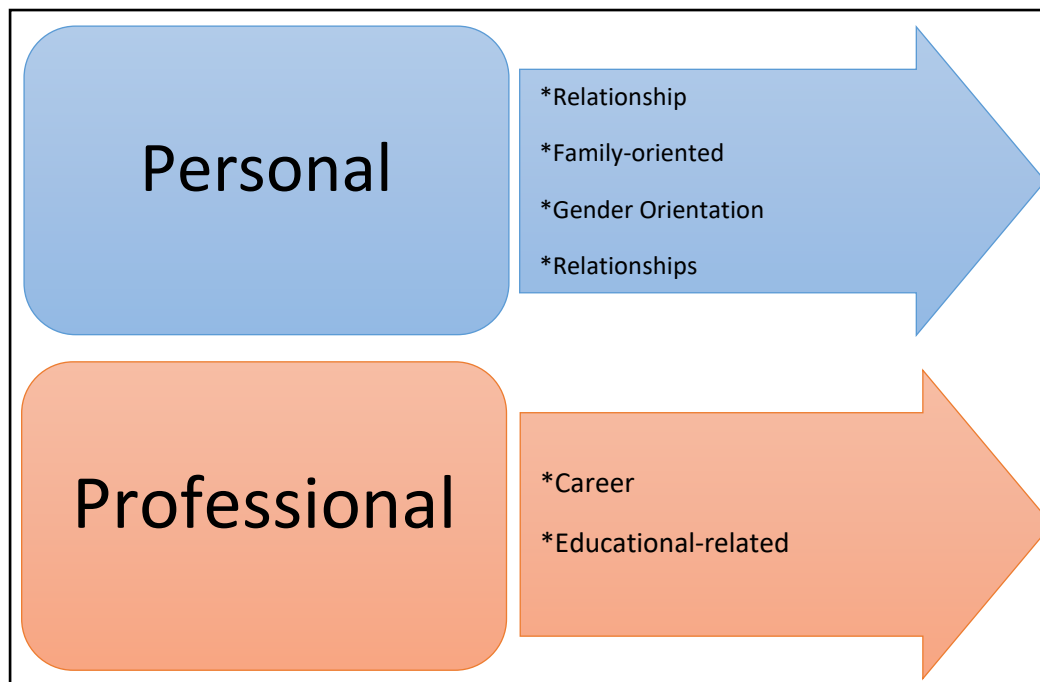 Personal
*Relationship
*Family-oriented
*Gender Orientation
*Relationships
Professional
*Career
*Educational-related